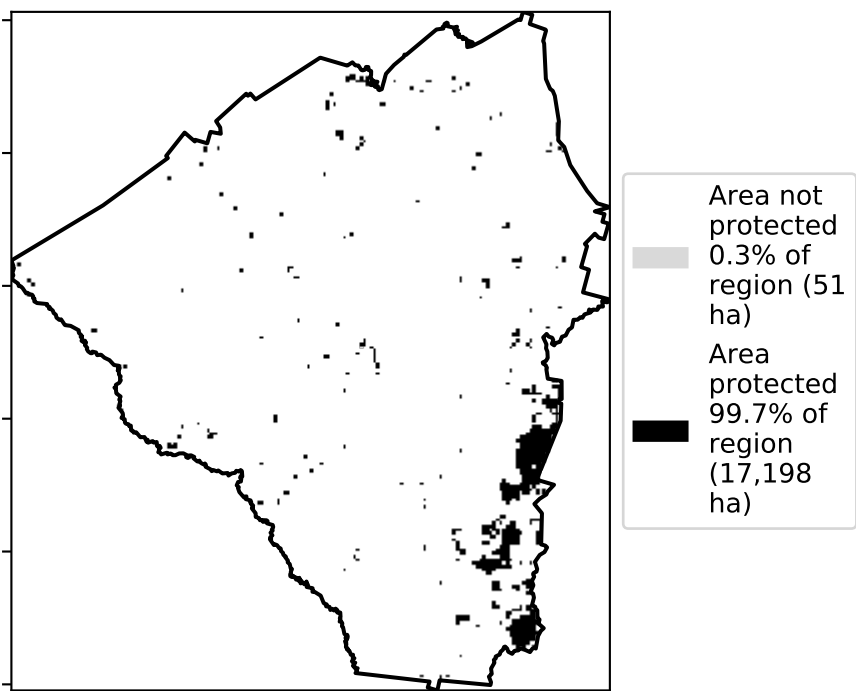 Area not
protected
0.3% of
region (51
ha)
Area
protected
99.7% of
region
(17,198
ha)